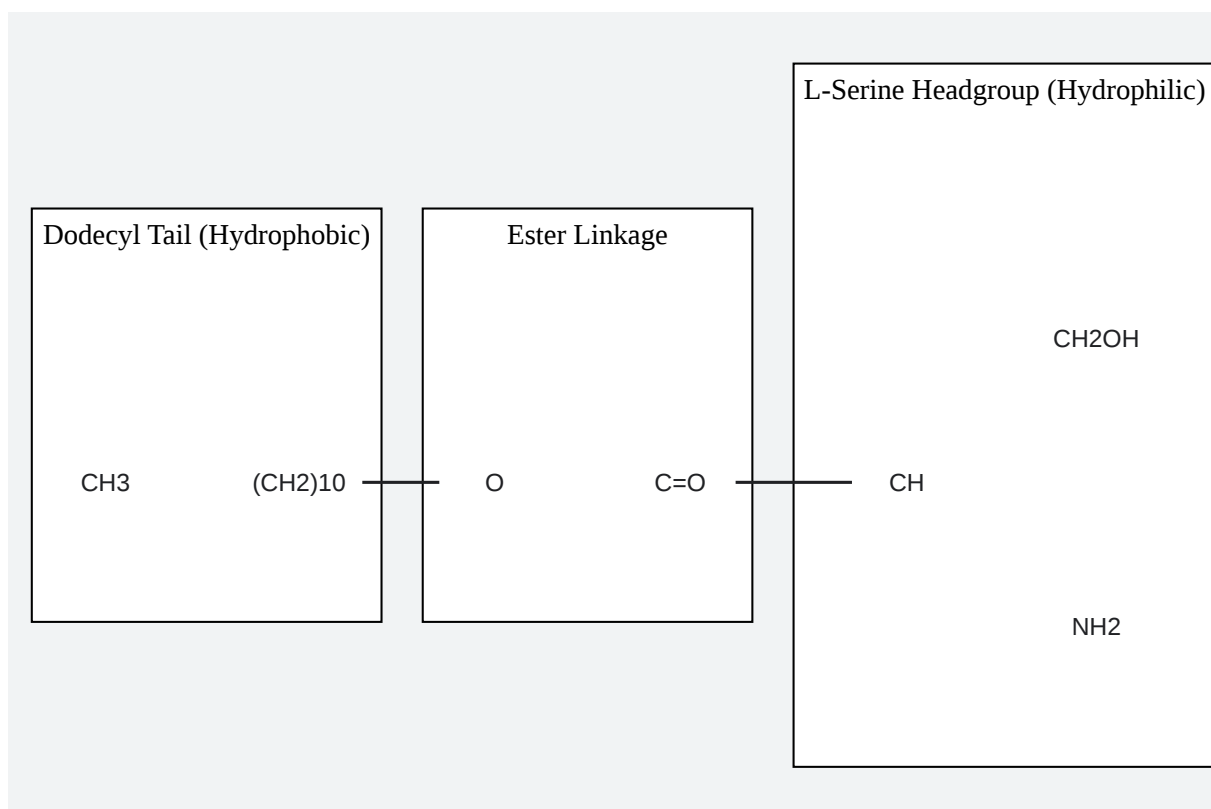 L-Serine Headgroup (Hydrophilic)
Dodecyl Tail (Hydrophobic)
Ester Linkage
CH2OH
CH3
(CH2)10
O
C=O
CH
NH2